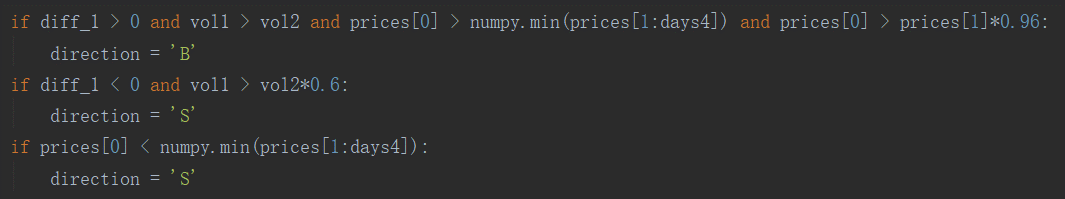 if diff_1 > 0 and vol1 > vol2 and prices[0] > numpy.min(prices[1:days4]) and prices[0] > prices[1]*0.96:
    direction = 'B'
if diff_1 < 0 and vol1 > vol2*0.6:
    direction = 'S'
if prices[0] < numpy.min(prices[1:days4]):
    direction = 'S'